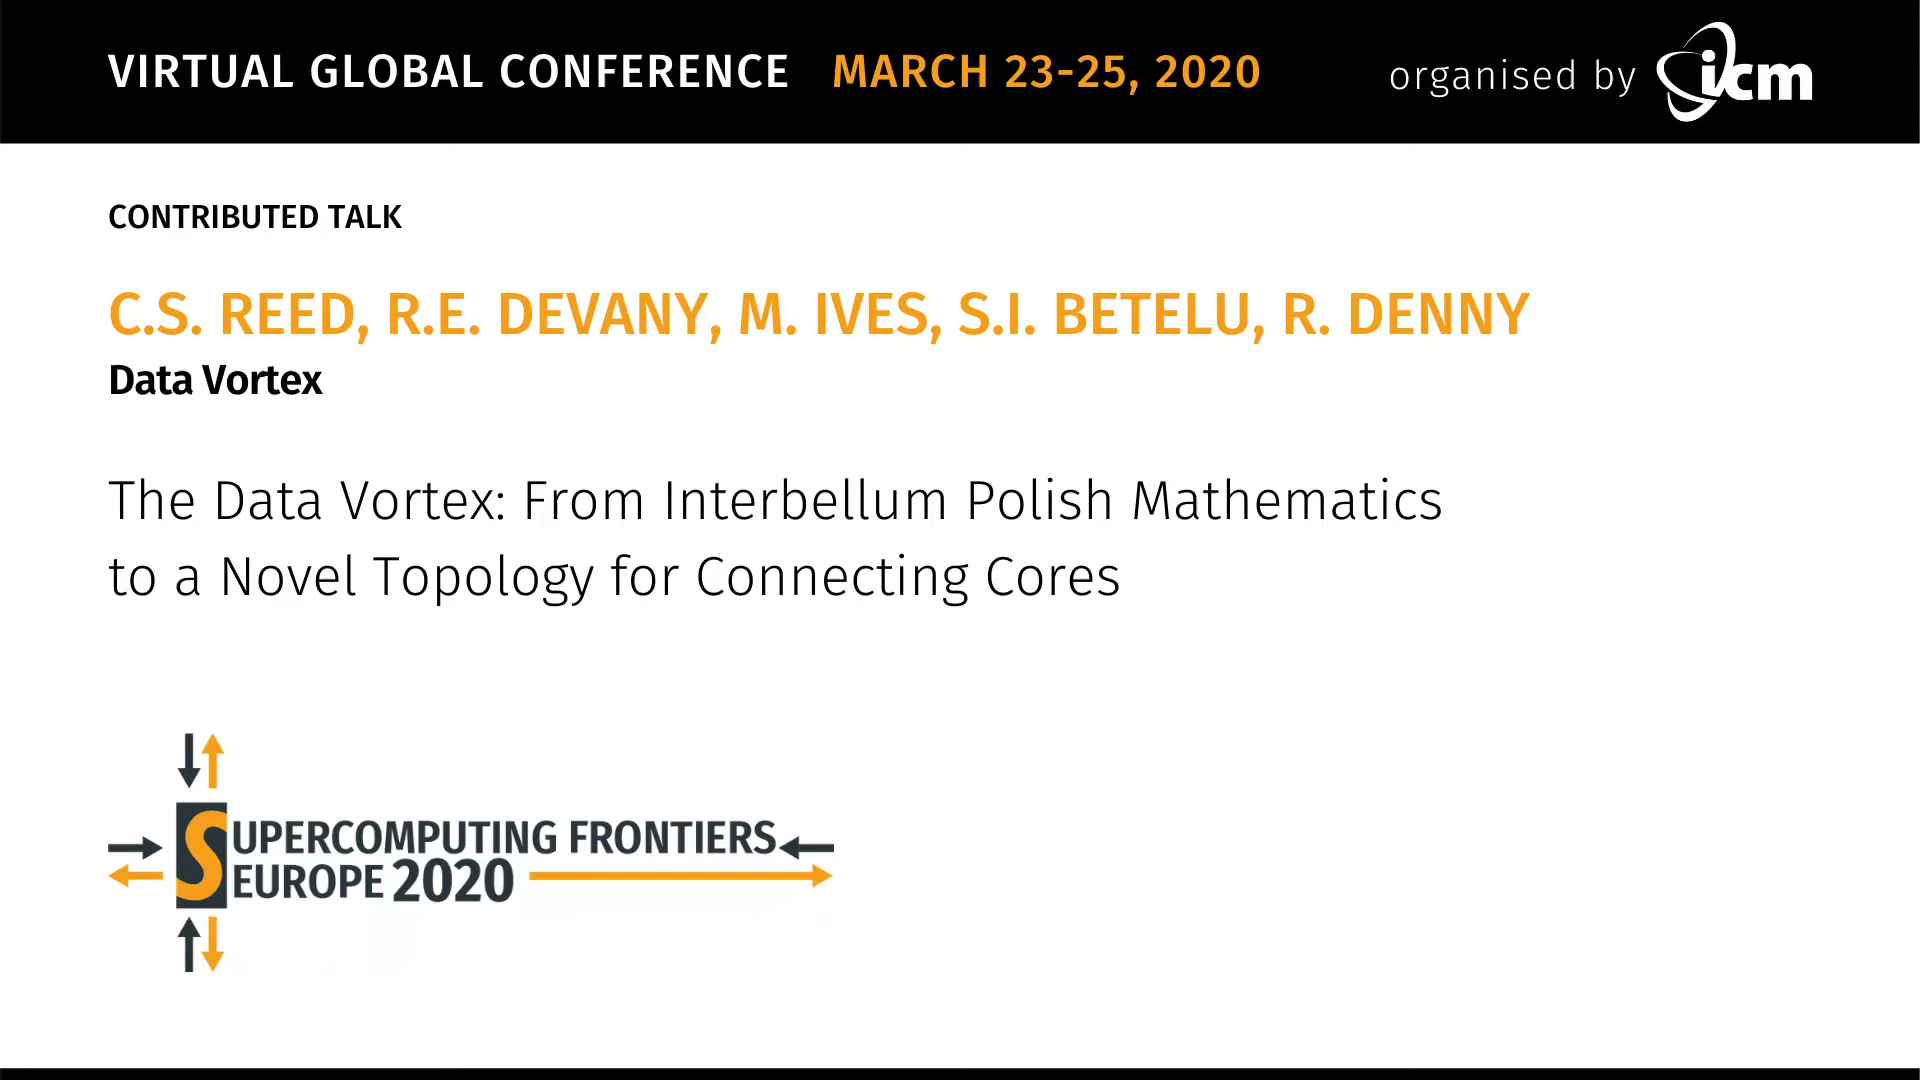 VIRTUAL GLOBAL CONFERENCE MARCH 23-25, 2020 organised by icm
CONTRIBUTED TALK
C.S. REED, R.E. DEVANY, M. IVES, S.I. BETELU, R. DENNY
Data Vortex
The Data Vortex: From Interbellum Polish Mathematics
to a Novel Topology for Connecting Cores
SUPERCOMPUTING FRONTIERS
EUROPE 2020